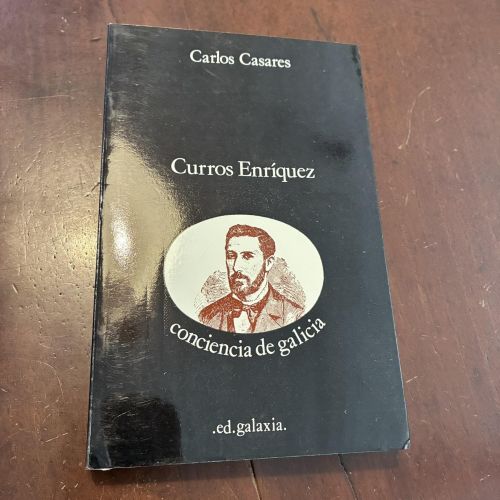 Carlos Casares
Curros Enríquez
conciencia de galicia
.ed.galaxia.